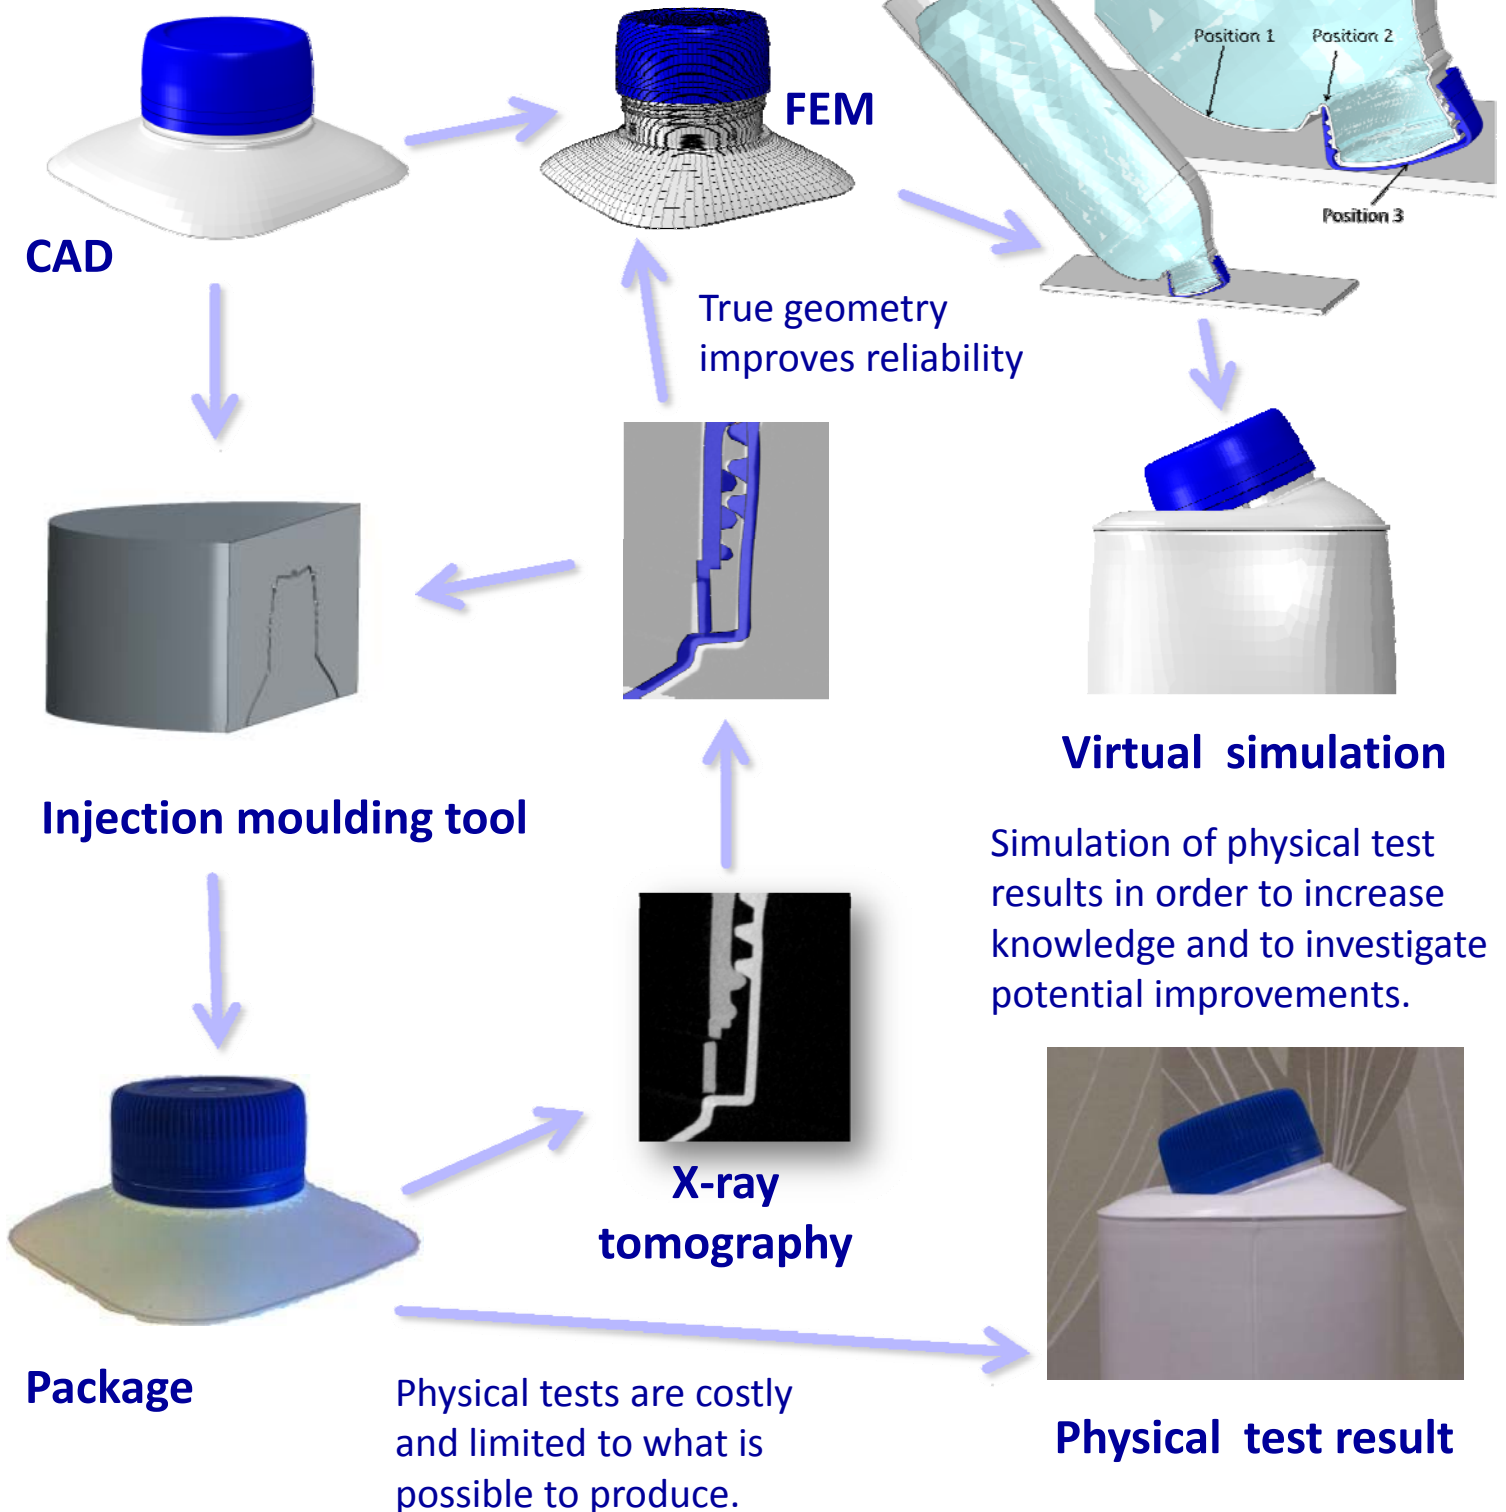 Position 1
Position 2
FEM
Position 3
CAD
True geometry
improves reliability
Virtual simulation
Injection moulding tool
Simulation of physical test
results in order to increase
knowledge and to investigate
potential improvements.
X-ray
tomography
Package
Physical tests are costly
and limited to what is
possible to produce.
Physical test result